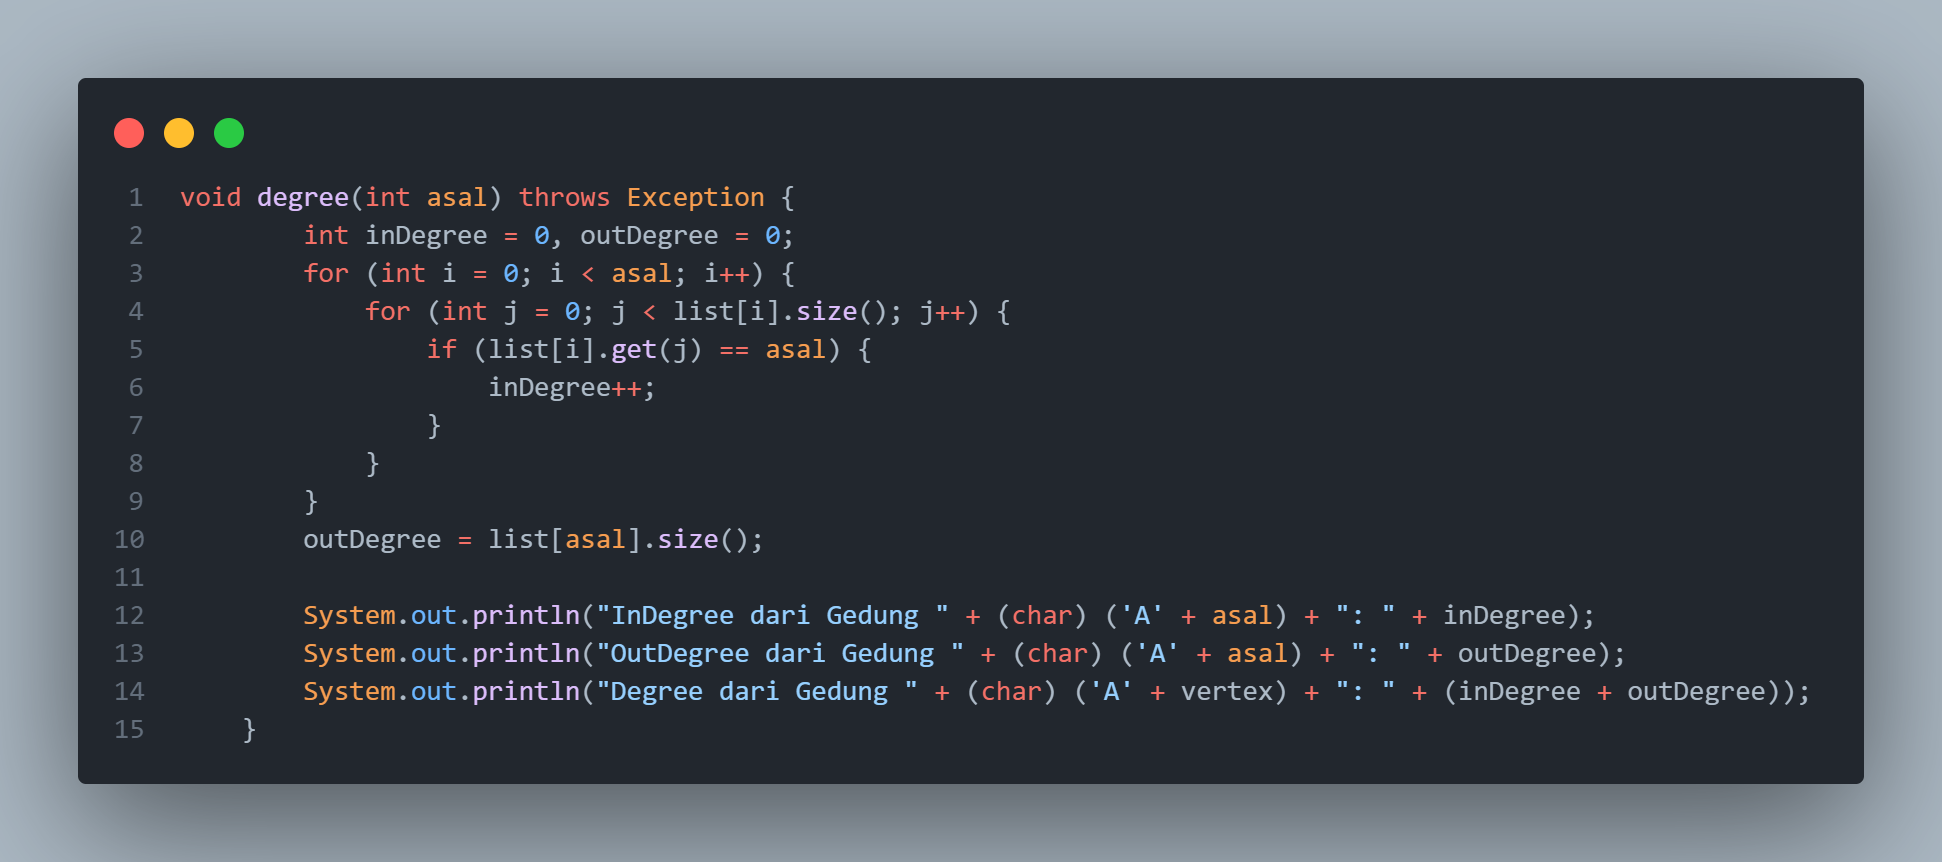 1 void degree(int asal) throws Exception {
2         int inDegree = 0, outDegree = 0;
3         for (int i = 0; i < asal; i++) {
4             for (int j = 0; j < list[i].size(); j++) {
5                 if (list[i].get(j) == asal) {
6                     inDegree++;
7                 }
8             }
9         }
10         outDegree = list[asal].size();
11
12         System.out.println("InDegree dari Gedung " + (char) ('A' + asal) + ": " + inDegree);
13         System.out.println("OutDegree dari Gedung " + (char) ('A' + asal) + ": " + outDegree);
14         System.out.println("Degree dari Gedung " + (char) ('A' + vertex) + ": " + (inDegree + outDegree));
15     }